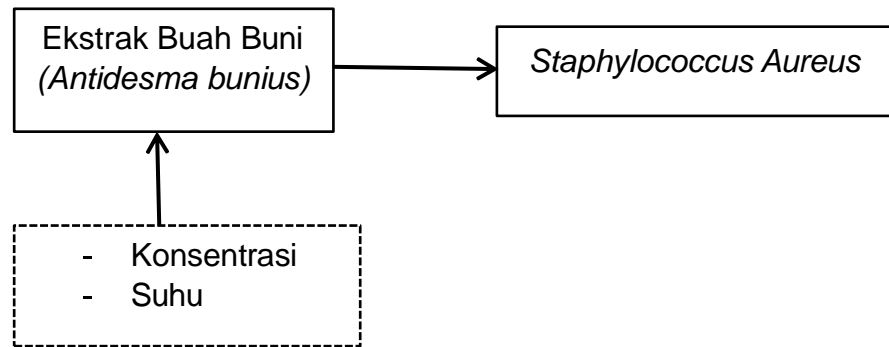 Ekstrak Buah Buni
(Antidesma bunius)
Staphylococcus Aureus
- Konsentrasi
- Suhu